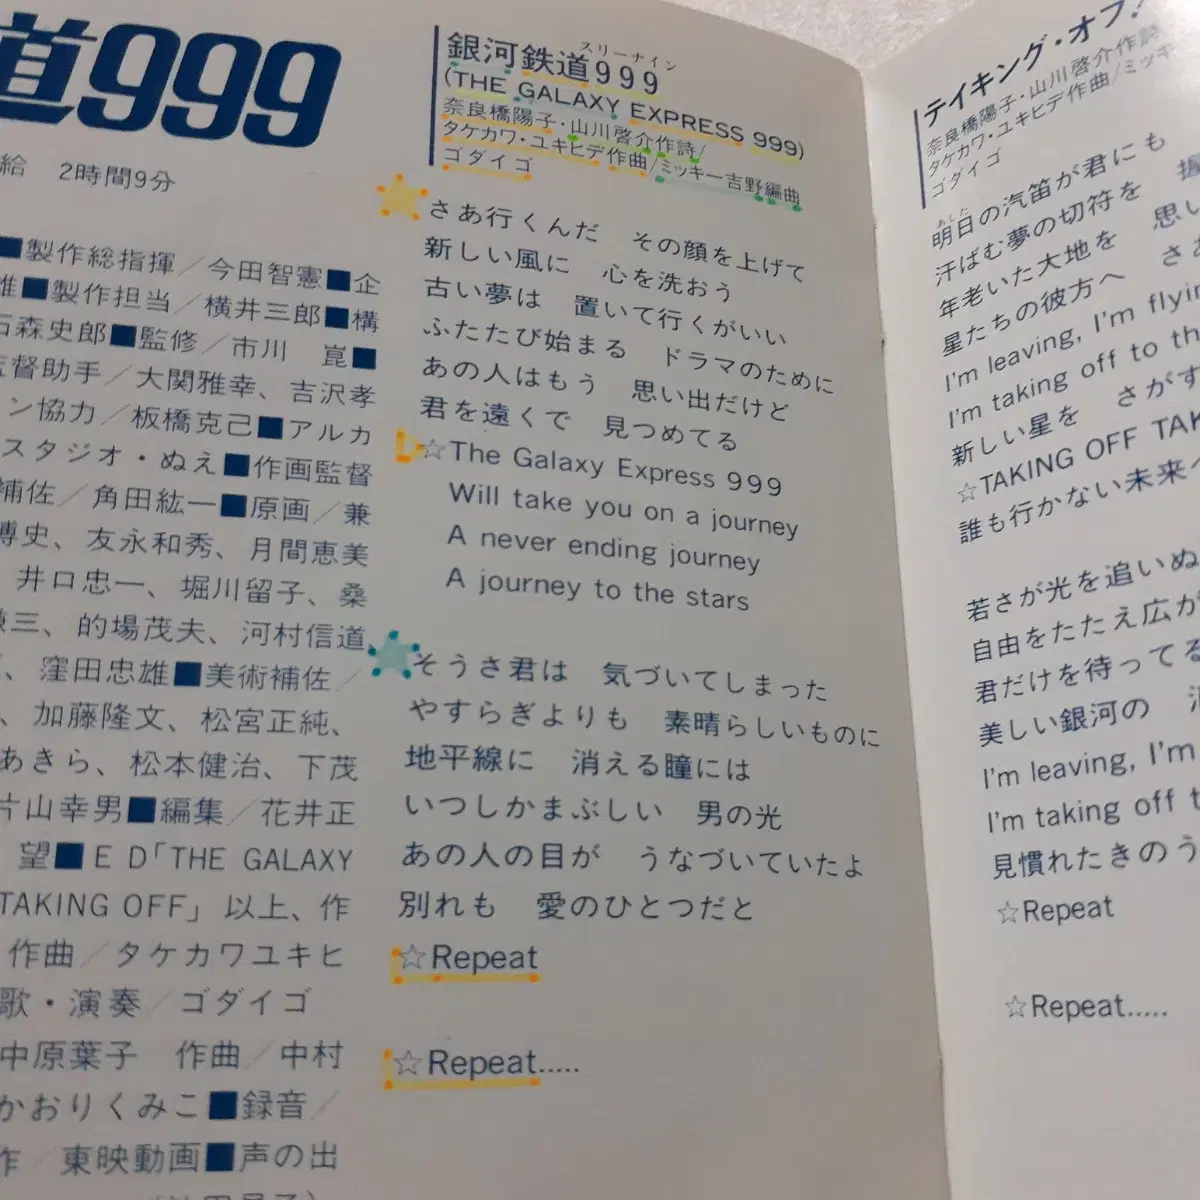 道999
給 2時間9分
■製作総指揮／今田智憲■企
雄■製作担当／横井三郎■構
石森史郎■監修／市川 崑■
監督助手／大関雅幸、吉沢孝
ン協力／板橋克己■アルカ
スタジオ・ぬえ■作画監督
補佐／角田紘一■原画／兼
博史、友永和秀、月間恵美
井口忠一、堀川留子、桑
謙三、的場茂夫、河村信道
、窪田忠雄■美術補佐／
、加藤隆文、松宮正純、
あきら、松本健治、下茂
片山幸男■編集／花井正
望■ＥＤ「THE GALAXY
TAKING OFF」以上、作
作曲／タケカワユキヒ
歌・演奏／ゴダイゴ
中原葉子 作曲／中村
かおりくみこ■録音／
作／東映動画■声の出
スリーナイン
銀河鉄道999
(THE GALAXY EXPRESS 999)
奈良橋陽子・山川啓介作詩/
タケカワ・ユキヒデ作曲/ミッキー吉野編曲
ゴダイゴ
さあ行くんだ その顔を上げて
新しい風に 心を洗おう
古い夢は 置いて行くがいい
ふたたび始まる ドラマのために
あの人はもう 思い出だけど
君を遠くで 見つめてる
☆The Galaxy Express 999
Will take you on a journey
A never ending journey
A journey to the stars
そうさ君は 気づいてしまった
やすらぎよりも 素晴らしいものに
地平線に 消える瞳には
いつしかまぶしい 男の光
あの人の目が うなづいていたよ
別れも 愛のひとつだと
☆Repeat
☆Repeat.....
テイキング・オフ!
奈良橋陽子・山川啓介作詩
タケカワ・ユキヒデ作曲/ミッキ
ゴダイゴ
あした
明日の汽笛が君にも
汗ばむ夢の切符を 握
年老いた大地を 思い
星たちの彼方へ さあ
I'm leaving, I'm flyin
I'm taking off to th
新しい星を さがす
☆TAKING OFF TAK
誰も行かない未来へ
若さが光を追いぬ
自由をたたえ広が
君だけを待ってる
美しい銀河の
I'm leaving, I'm
I'm taking off t
見慣れたきのう
☆Repeat
☆Repeat.....